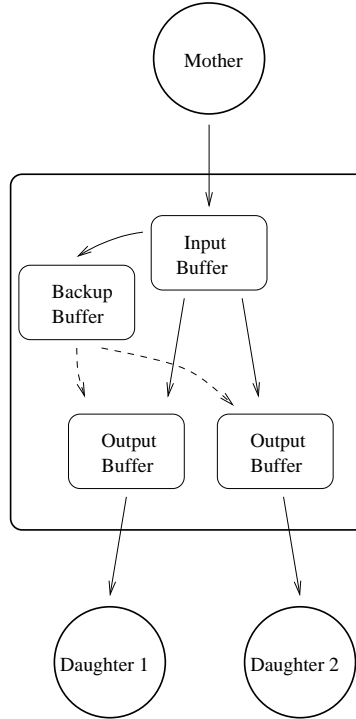 Mother
Input
Buffer
Backup
Buffer
Output
Buffer
Output
Buffer
Daughter 1
Daughter 2